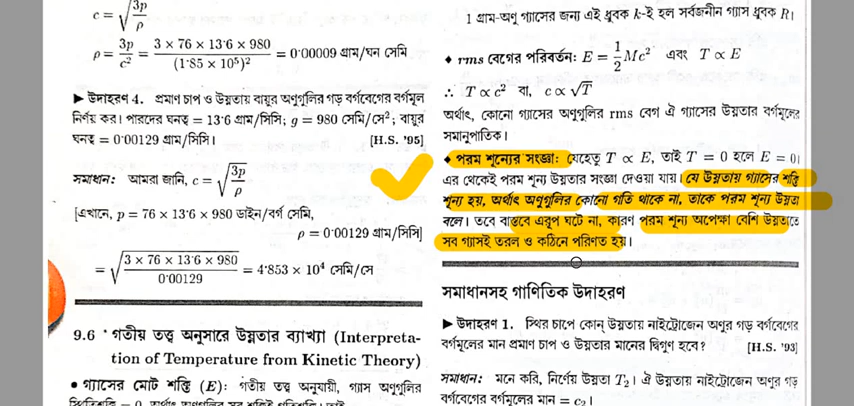 c = √(3p/ρ)
ρ = 3p/c² = (3 × 76 × 13·6 × 980)/(1·85 × 10⁵)² = 0·00009 গ্রাম/ঘন সেমি
▶ উদাহরণ 4. প্রমাণ চাপ ও উষ্ণতায় বায়ুর অণুগুলির গড় বর্গবেগের বর্গমূল
নির্ণয় কর। পারদের ঘনত্ব = 13·6 গ্রাম/সিসি; g = 980 সেমি/সে²; বায়ুর
ঘনত্ব = 0·00129 গ্রাম/সিসি। [H.S. '95]
সমাধান: আমরা জানি, c = √(3p/ρ)
[এখানে, p = 76 × 13·6 × 980 ডাইন/বর্গ সেমি,
ρ = 0·00129 গ্রাম/সিসি]
= √((3 × 76 × 13·6 × 980)/0·00129) = 4·853 × 10⁴ সেমি/সে
9.6 গতীয় তত্ত্ব অনুসারে উষ্ণতার ব্যাখ্যা (Interpreta-
tion of Temperature from Kinetic Theory)
• গ্যাসের মোট শক্তি (E): গতীয় তত্ত্ব অনুযায়ী, গ্যাস অণুগুলির
1 গ্রাম-অণু গ্যাসের জন্য এই ধ্রুবক k-ই হল সর্বজনীন গ্যাস ধ্রুবক R।
♦ rms বেগের পরিবর্তন: E = ½Mc² এবং T ∝ E
∴ T ∝ c² বা, c ∝ √T
অর্থাৎ, কোনো গ্যাসের অণুগুলির rms বেগ ঐ গ্যাসের উষ্ণতার বর্গমূলের
সমানুপাতিক।
♦ পরম শূন্যের সংজ্ঞা: যেহেতু T ∝ E, তাই T = 0 হলে E = 0।
এর থেকেই পরম শূন্য উষ্ণতার সংজ্ঞা দেওয়া যায়। যে উষ্ণতায় গ্যাসের শক্তি
শূন্য হয়, অর্থাৎ অণুগুলির কোনো গতি থাকে না, তাকে পরম শূন্য উষ্ণতা
বলে। তবে বাস্তবে এরূপ ঘটে না, কারণ পরম শূন্য অপেক্ষা বেশি উষ্ণতাতে
সব গ্যাসই তরল ও কঠিনে পরিণত হয়।
সমাধানসহ গাণিতিক উদাহরণ
▶ উদাহরণ 1. স্থির চাপে কোন্ উষ্ণতায় নাইট্রোজেন অণুর গড় বর্গবেগের
বর্গমূলের মান প্রমাণ চাপ ও উষ্ণতার মানের দ্বিগুণ হবে? [H.S. '93]
সমাধান: মনে করি, নির্ণেয় উষ্ণতা T₂। ঐ উষ্ণতায় নাইট্রোজেন অণুর গড়
বর্গবেগের বর্গমূলের মান = c₂।